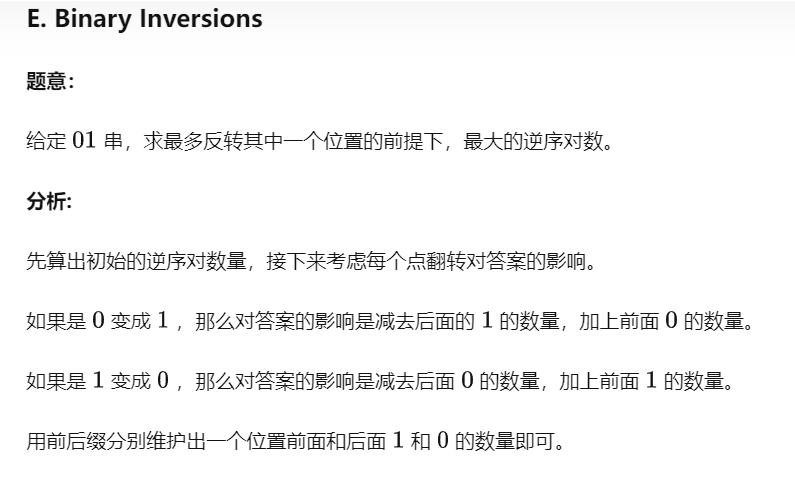 E. Binary Inversions
题意：
给定 01 串，求最多反转其中一个位置的前提下，最大的逆序对数。
分析:
先算出初始的逆序对数量，接下来考虑每个点翻转对答案的影响。
如果是 0 变成 1 ，那么对答案的影响是减去后面的 1 的数量，加上前面 0 的数量。
如果是 1 变成 0 ，那么对答案的影响是减去后面 0 的数量，加上前面 1 的数量。
用前后缀分别维护出一个位置前面和后面 1 和 0 的数量即可。